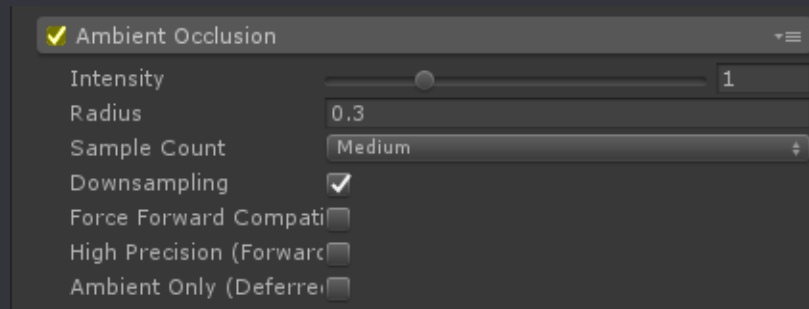 Ambient Occlusion
Intensity 1
Radius 0.3
Sample Count Medium
Downsampling
Force Forward Compati
High Precision (Forward
Ambient Only (Deferre